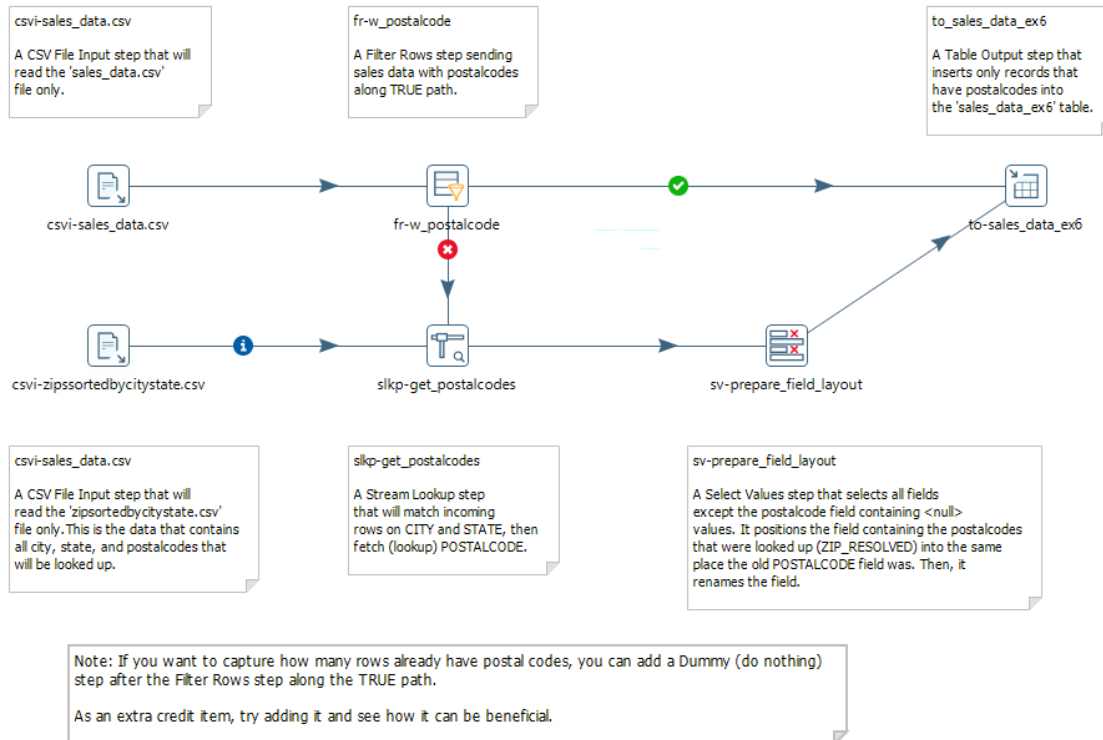 csvi-sales_data.csv
A CSV File Input step that will
read the 'sales_data.csv'
file only.
fr-w_postalcode
A Filter Rows step sending
sales data with postalcodes
along TRUE path.
to_sales_data_ex6
A Table Output step that
inserts only records that
have postalcodes into
the 'sales_data_ex6' table.
csvi-sales_data.csv
fr-w_postalcode
to-sales_data_ex6
csvi-zipssortedbycitystate.csv
slkp-get_postalcodes
sv-prepare_field_layout
csvi-sales_data.csv
A CSV File Input step that will
read the 'zipsortedbycitystate.csv'
file only.This is the data that contains
all city, state, and postalcodes that
will be looked up.
slkp-get_postalcodes
A Stream Lookup step
that will match incoming
rows on CITY and STATE, then
fetch (lookup) POSTALCODE.
sv-prepare_field_layout
A Select Values step that selects all fields
except the postalcode field containing <null>
values. It positions the field containing the postalcodes
that were looked up (ZIP_RESOLVED) into the same
place the old POSTALCODE field was. Then, it
renames the field.
Note: If you want to capture how many rows already have postal codes, you can add a Dummy (do nothing)
step after the Filter Rows step along the TRUE path.
As an extra credit item, try adding it and see how it can be beneficial.